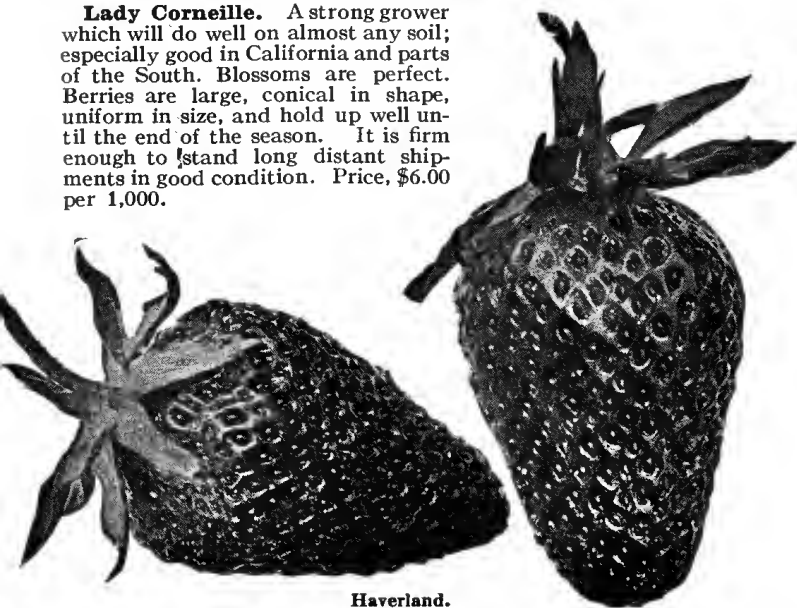 Lady Corneille. A strong grower
which will do well on almost any soil;
especially good in California and parts
of the South. Blossoms are perfect.
Berries are large, conical in shape,
uniform in size, and hold up well un-
til the end of the season. It is firm
enough to stand long distant ship-
ments in good condition. Price, $6.00
per 1,000.
Haverland.